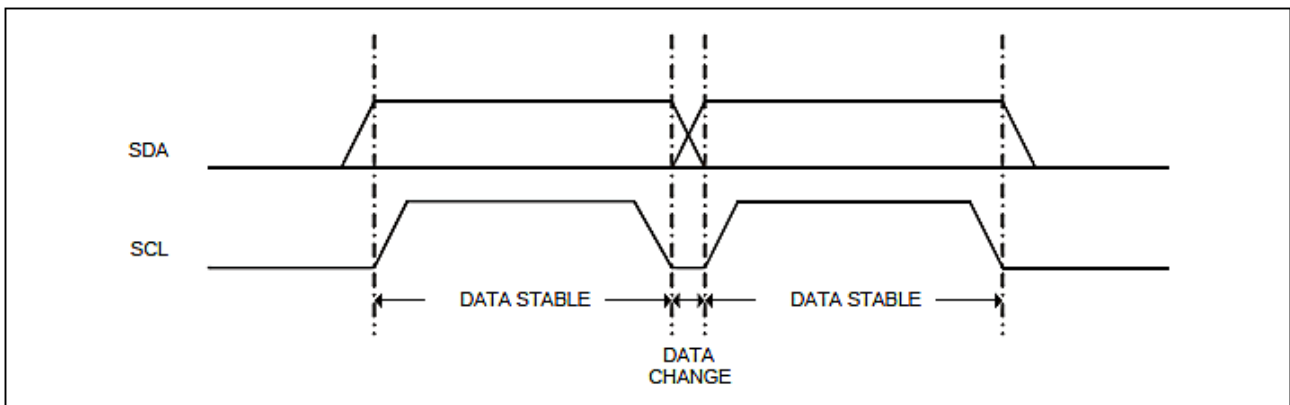 SDA
SCL
DATA STABLE
DATA STABLE
DATA
CHANGE